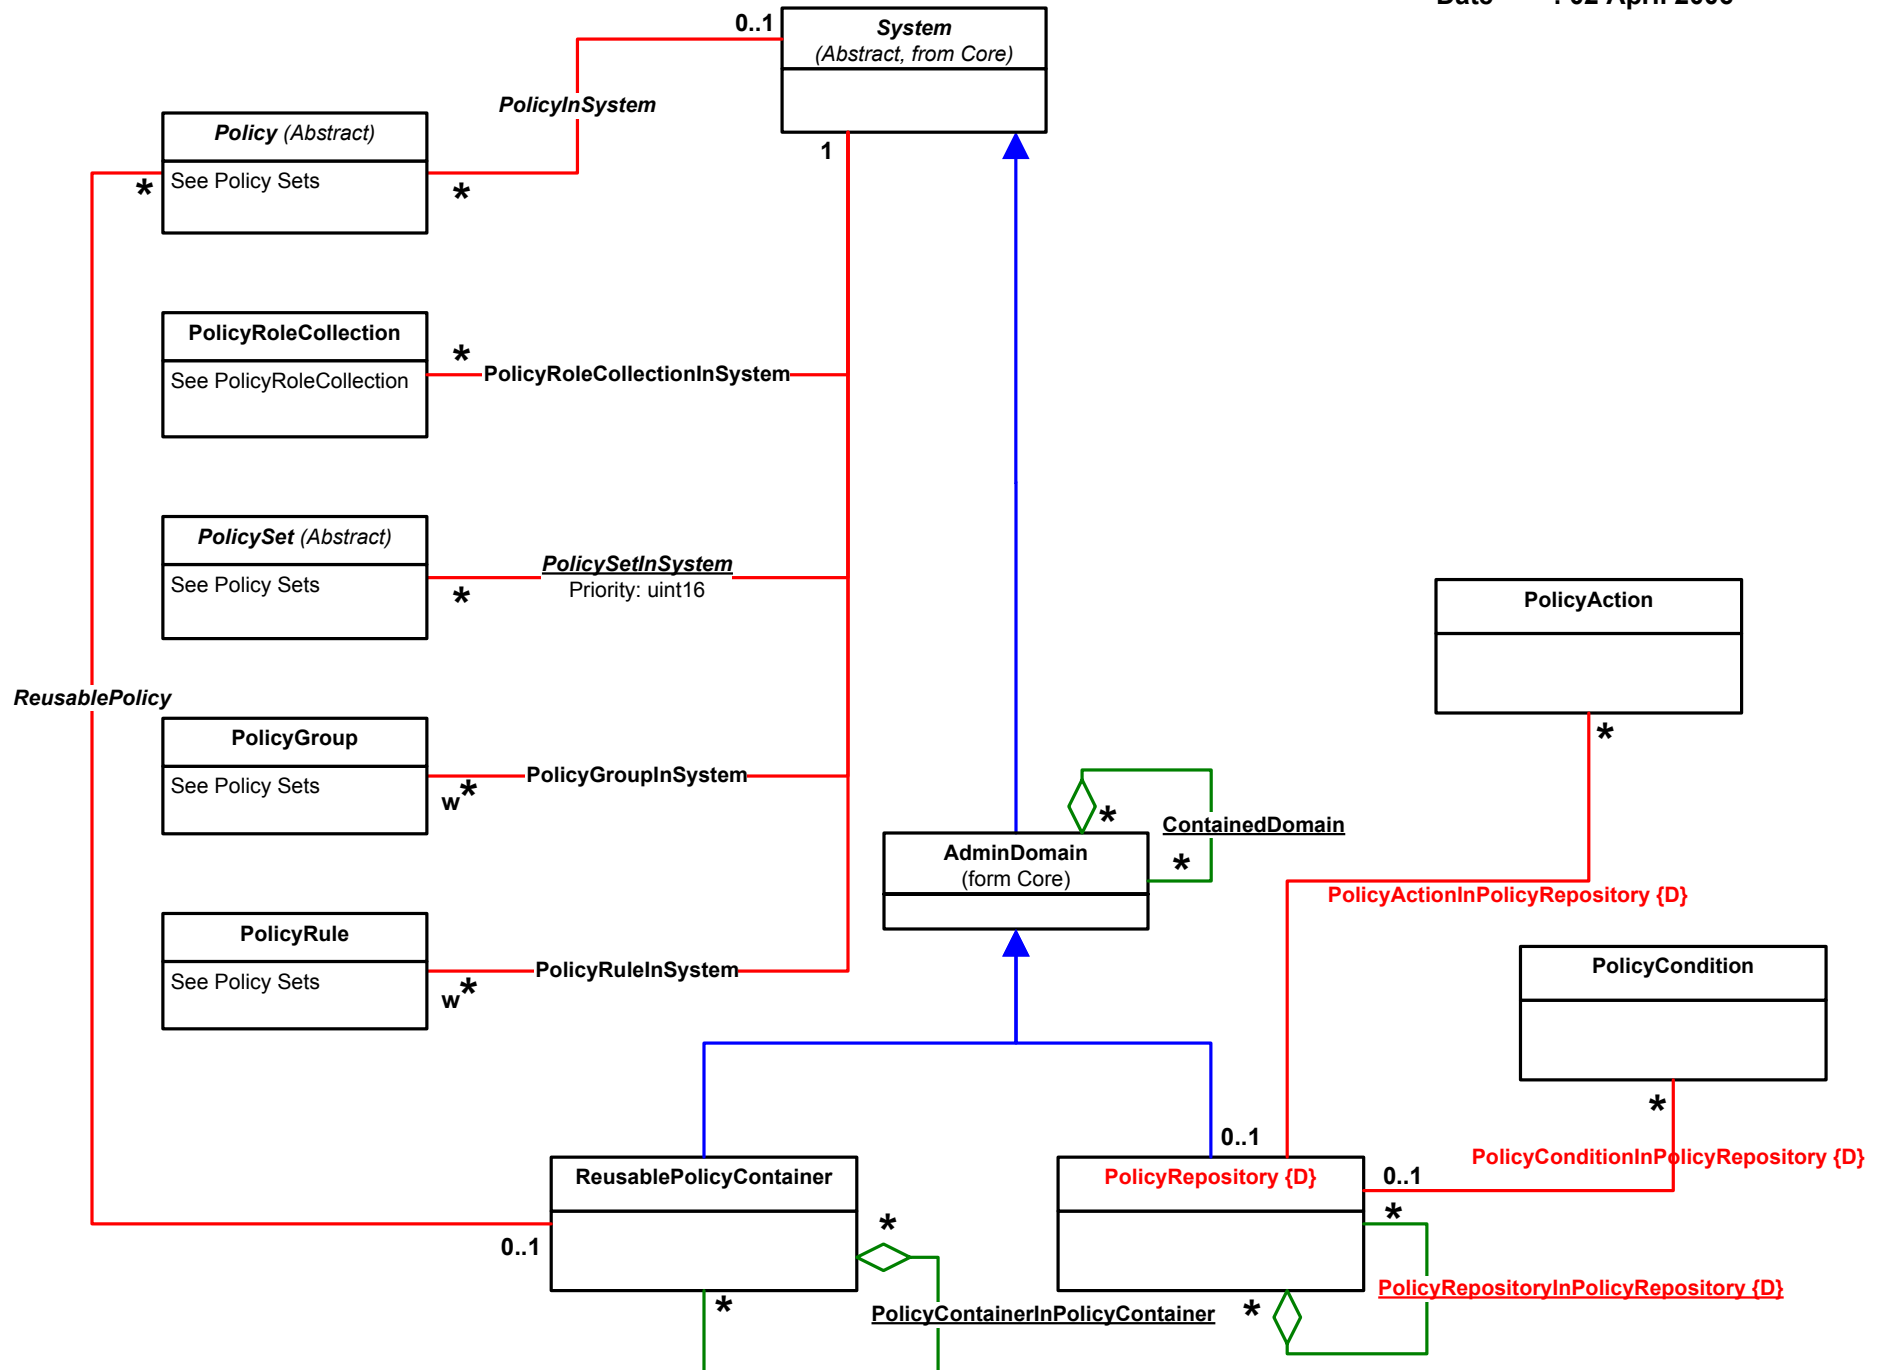 0..1
System
(Abstract, from Core)
PolicyInSystem
Policy (Abstract)
See Policy Sets
*
*
1
PolicyRoleCollection
See PolicyRoleCollection
*
PolicyRoleCollectionInSystem
PolicySet (Abstract)
See Policy Sets
*
PolicySetInSystem
Priority: uint16
PolicyAction
*
ReusablePolicy
PolicyGroup
See Policy Sets
w*
PolicyGroupInSystem
*
ContainedDomain
*
AdminDomain
(form Core)
PolicyActionInPolicyRepository {D}
PolicyRule
See Policy Sets
w*
PolicyRuleInSystem
PolicyCondition
*
0..1
PolicyConditionInPolicyRepository {D}
ReusablePolicyContainer
PolicyRepository {D}
0..1
*
*
0..1
*
PolicyContainerInPolicyContainer
*
PolicyRepositoryInPolicyRepository {D}